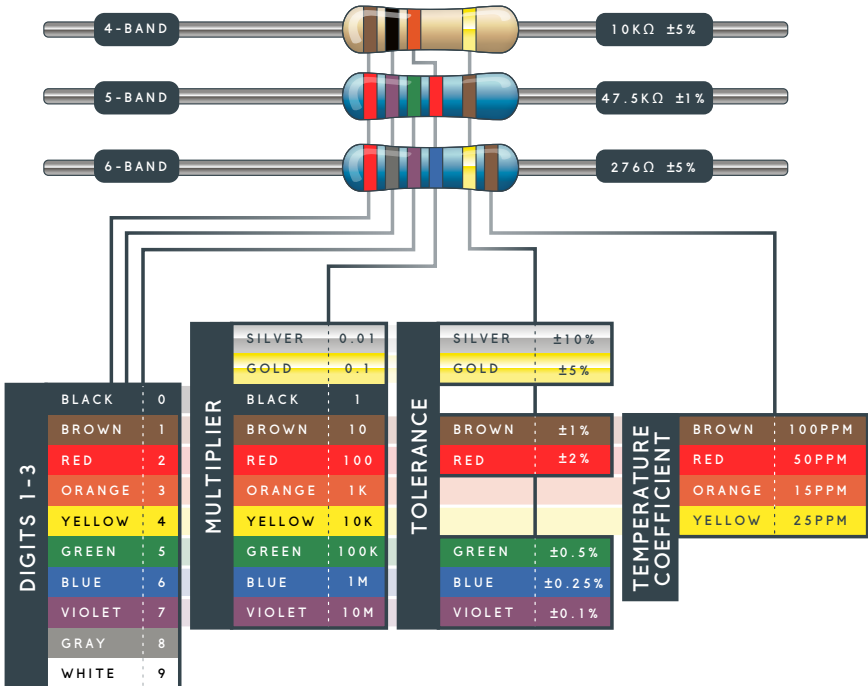 4-BAND 10KΩ ±5%
5-BAND 47.5KΩ ±1%
6-BAND 276Ω ±5%
DIGITS 1-3
BLACK 0
BROWN 1
RED 2
ORANGE 3
YELLOW 4
GREEN 5
BLUE 6
VIOLET 7
GRAY 8
WHITE 9
MULTIPLIER
SILVER 0.01
GOLD 0.1
BLACK 1
BROWN 10
RED 100
ORANGE 1K
YELLOW 10K
GREEN 100K
BLUE 1M
VIOLET 10M
TOLERANCE
SILVER ±10%
GOLD ±5%
BROWN ±1%
RED ±2%
GREEN ±0.5%
BLUE ±0.25%
VIOLET ±0.1%
TEMPERATURE
COEFFICIENT
BROWN 100PPM
RED 50PPM
ORANGE 15PPM
YELLOW 25PPM